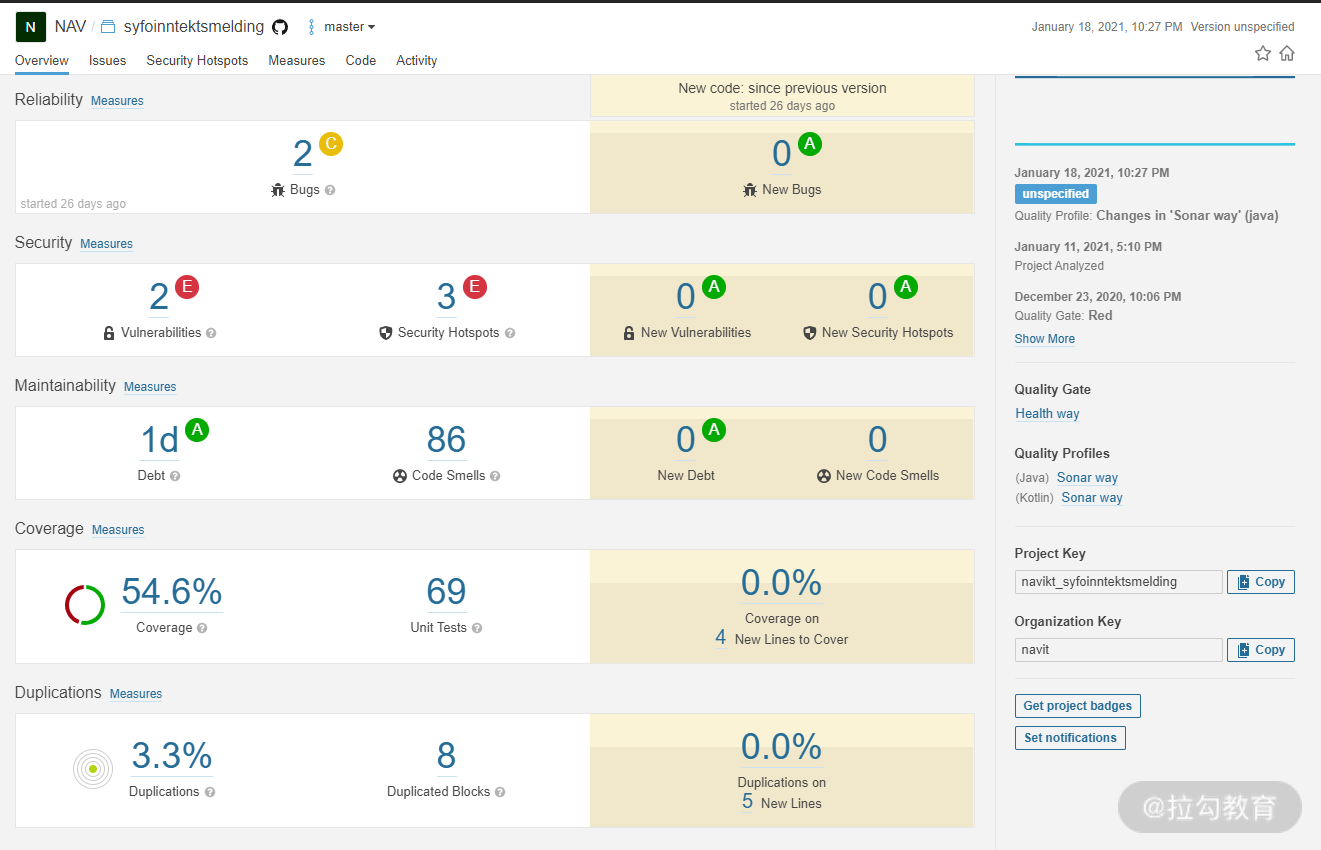 N NAV / syfoinntektsmelding master
January 18, 2021, 10:27 PM Version unspecified
Overview Issues Security Hotspots Measures Code Activity
Reliability Measures
New code: since previous version
started 26 days ago
2 C
Bugs ?
started 26 days ago
0 A
New Bugs
Security Measures
2 E
Vulnerabilities ?
3 E
Security Hotspots ?
0 A
New Vulnerabilities
0 A
New Security Hotspots
Maintainability Measures
1d A
Debt ?
86
Code Smells ?
0 A
New Debt
0
New Code Smells
Coverage Measures
54.6%
Coverage ?
69
Unit Tests ?
0.0%
Coverage on
4 New Lines to Cover
Duplications Measures
3.3%
Duplications ?
8
Duplicated Blocks ?
0.0%
Duplications on
5 New Lines
January 18, 2021, 10:27 PM
unspecified
Quality Profile: Changes in 'Sonar way' (java)
January 11, 2021, 5:10 PM
Project Analyzed
December 23, 2020, 10:06 PM
Quality Gate: Red
Show More
Quality Gate
Health way
Quality Profiles
(Java) Sonar way
(Kotlin) Sonar way
Project Key
navikt_syfoinntektsmelding Copy
Organization Key
navit Copy
Get project badges
Set notifications
@拉勾教育